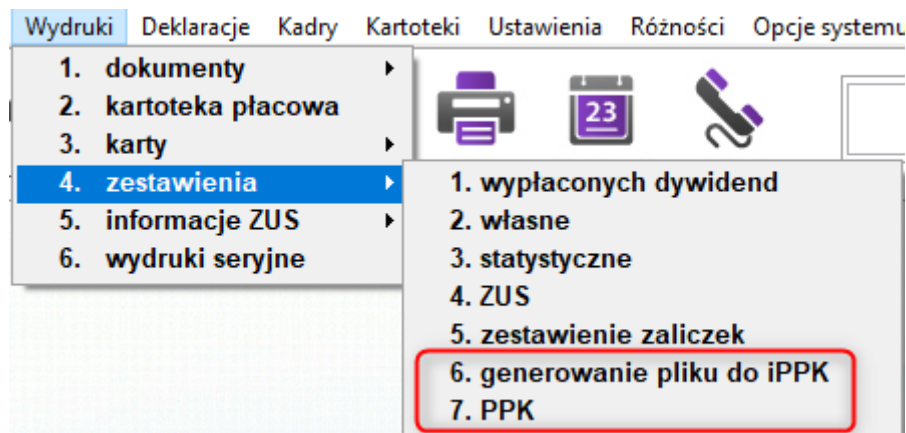 Wydruki Deklaracje Kadry Kartoteki Ustawienia Różności Opcje systemu
1. dokumenty
2. kartoteka płacowa
3. karty
4. zestawienia
5. informacje ZUS
6. wydruki seryjne
23
1. wypłaconych dywidend
2. własne
3. statystyczne
4. ZUS
5. zestawienie zaliczek
6. generowanie pliku do iPPK
7. PPK